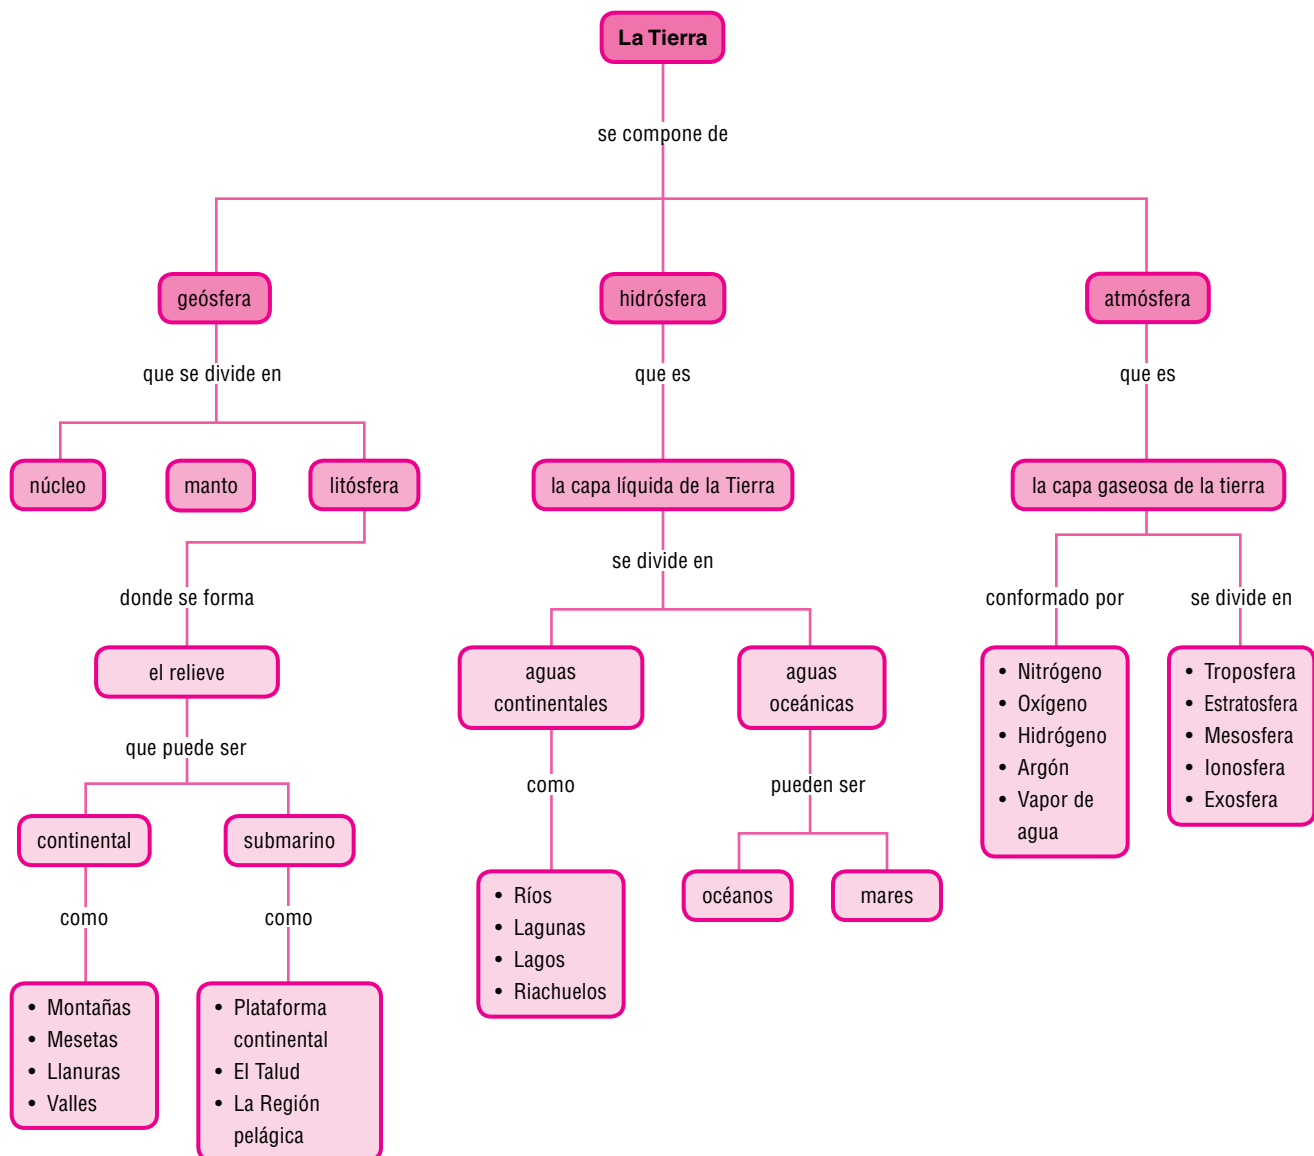 La Tierra
se compone de
geósfera
hidrósfera
atmósfera
que se divide en
que es
que es
núcleo
manto
litósfera
la capa líquida de la Tierra
la capa gaseosa de la tierra
donde se forma
se divide en
conformado por
se divide en
el relieve
aguas
continentales
aguas
oceánicas
• Nitrógeno
• Oxígeno
• Hidrógeno
• Argón
• Vapor de
agua
• Troposfera
• Estratosfera
• Mesosfera
• Ionosfera
• Exosfera
que puede ser
como
pueden ser
continental
submarino
• Ríos
• Lagunas
• Lagos
• Riachuelos
océanos
mares
como
como
• Montañas
• Mesetas
• Llanuras
• Valles
• Plataforma
continental
• El Talud
• La Región
pelágica